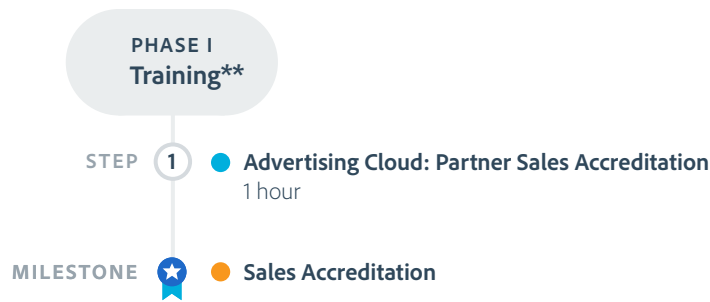 PHASE I
Training**
STEP 1 Advertising Cloud: Partner Sales Accreditation
1 hour
MILESTONE Sales Accreditation